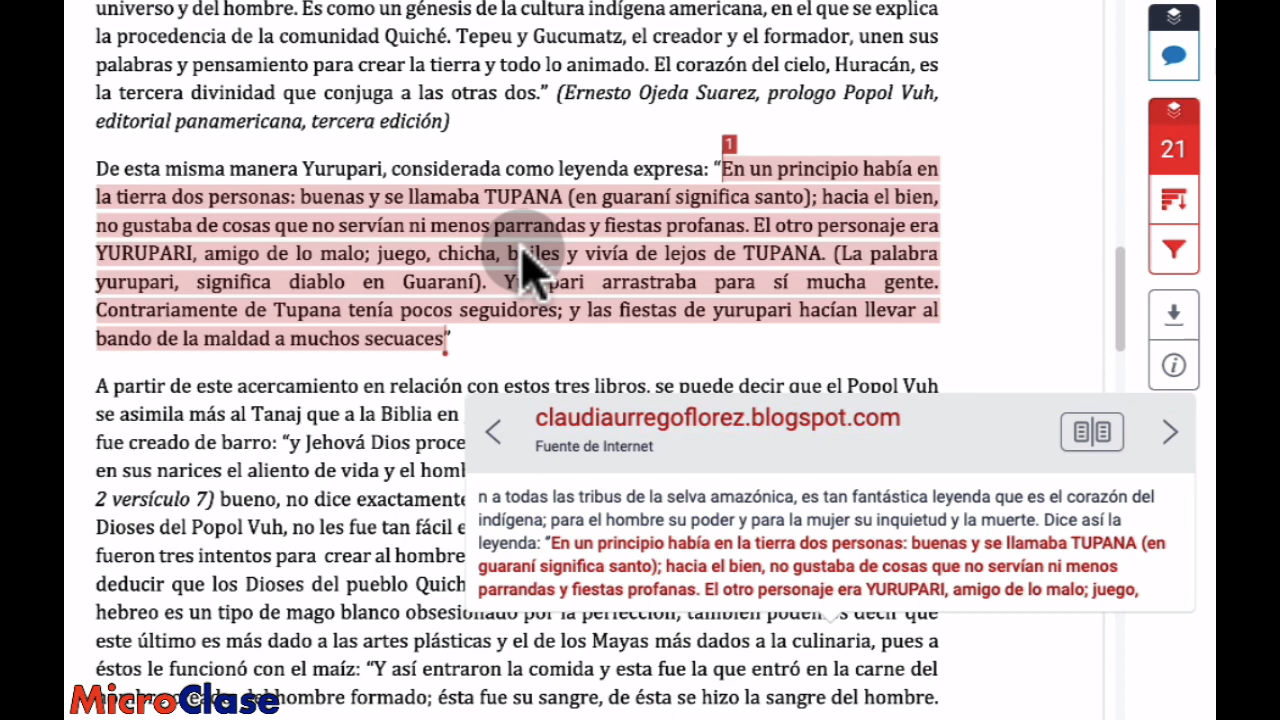 universo y del hombre. Es como un génesis de la cultura indígena americana, en el que se explica
la procedencia de la comunidad Quiché. Tepeu y Gucumatz, el creador y el formador, unen sus
palabras y pensamiento para crear la tierra y todo lo animado. El corazón del cielo, Huracán, es
la tercera divinidad que conjuga a las otras dos.” (Ernesto Ojeda Suarez, prologo Popol Vuh,
editorial panamericana, tercera edición)
1
De esta misma manera Yurupari, considerada como leyenda expresa: “En un principio había en
la tierra dos personas: buenas y se llamaba TUPANA (en guaraní significa santo); hacia el bien,
no gustaba de cosas que no servían ni menos parrandas y fiestas profanas. El otro personaje era
YURUPARI, amigo de lo malo; juego, chicha, bailes y vivía de lejos de TUPANA. (La palabra
yurupari, significa diablo en Guaraní). Yurupari arrastraba para sí mucha gente.
Contrariamente de Tupana tenía pocos seguidores; y las fiestas de yurupari hacían llevar al
bando de la maldad a muchos secuaces”
A partir de este acercamiento en relación con estos tres libros, se puede decir que el Popol Vuh
se asimila más al Tanaj que a la Biblia en
fue creado de barro: “y Jehová Dios proce
en sus narices el aliento de vida y el homb
2 versículo 7) bueno, no dice exactamente
Dioses del Popol Vuh, no les fue tan fácil e
fueron tres intentos para crear al hombre
deducir que los Dioses del pueblo Quich
hebreo es un tipo de mago blanco obsesionado por la perfección, también podemos decir que
este último es más dado a las artes plásticas y el de los Mayas más dados a la culinaria, pues a
éstos le funcionó con el maíz: “Y así entraron la comida y esta fue la que entró en la carne del
hombre formado; ésta fue su sangre, de ésta se hizo la sangre del hombre.
claudiaurregoflorez.blogspot.com
Fuente de Internet
n a todas las tribus de la selva amazónica, es tan fantástica leyenda que es el corazón del
indígena; para el hombre su poder y para la mujer su inquietud y la muerte. Dice así la
leyenda: “En un principio había en la tierra dos personas: buenas y se llamaba TUPANA (en
guaraní significa santo); hacia el bien, no gustaba de cosas que no servían ni menos
parrandas y fiestas profanas. El otro personaje era YURUPARI, amigo de lo malo; juego,
21
MicroClase